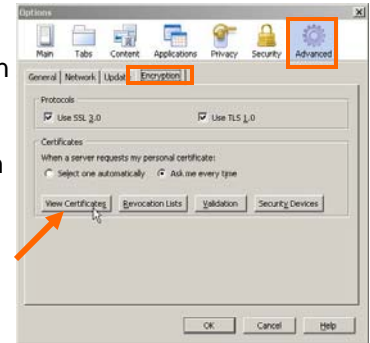 Options
Main Tabs Content Applications Privacy Security Advanced
General Network Update Encryption
Protocols
Use SSL 3.0 Use TLS 1.0
Certificates
When a server requests my personal certificate:
Select one automatically Ask me every time
View Certificates Revocation Lists Validation Security Devices
OK Cancel Help